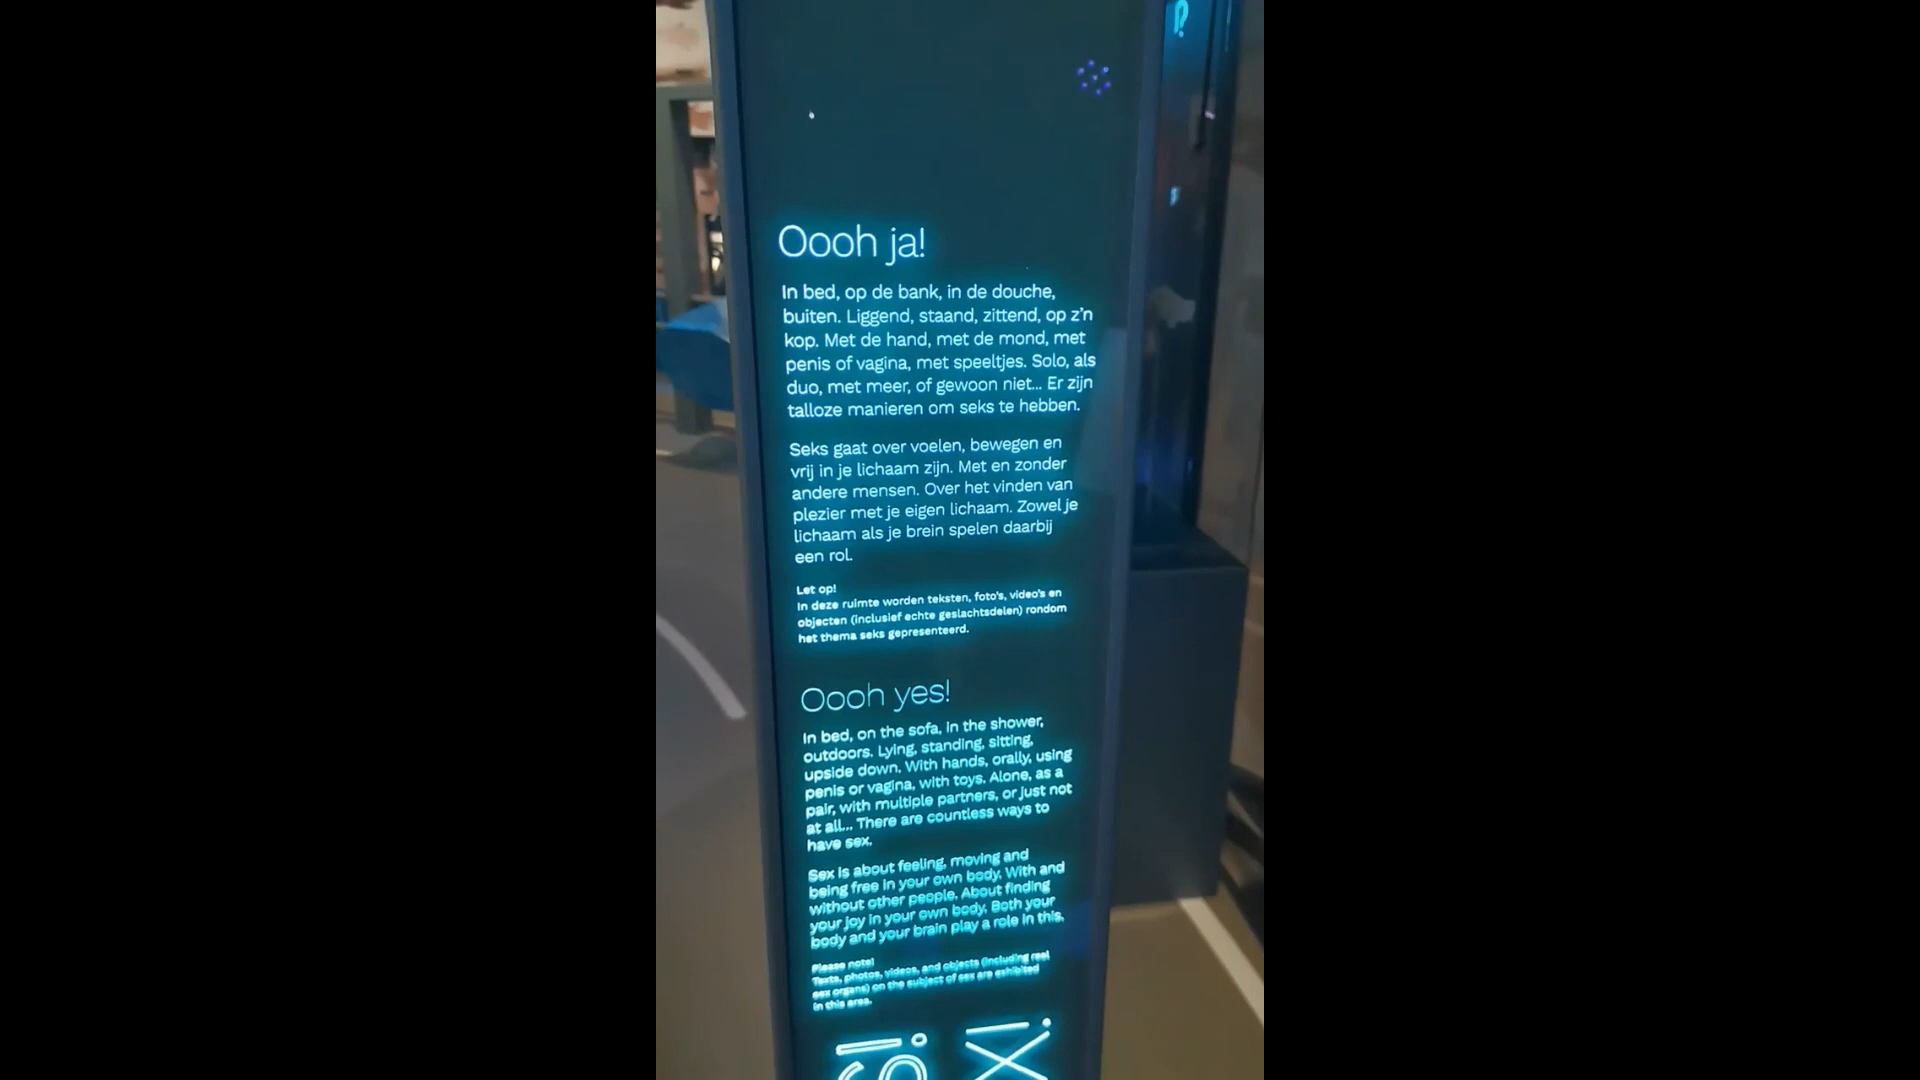 Oooh ja!
In bed, op de bank, in de douche,
buiten. Liggend, staand, zittend, op z'n
kop. Met de hand, met de mond, met
penis of vagina, met speeltjes. Solo, als
duo, met meer, of gewoon niet... Er zijn
talloze manieren om seks te hebben.
Seks gaat over voelen, bewegen en
vrij in je lichaam zijn. Met en zonder
andere mensen. Over het vinden van
plezier met je eigen lichaam. Zowel je
lichaam als je brein spelen daarbij
een rol.
Let op!
In deze ruimte worden teksten, foto's, video's en
objecten (inclusief echte geslachtsdelen) rondom
het thema seks gepresenteerd.
Oooh yes!
In bed, on the sofa, in the shower,
outdoors. Lying, standing, sitting,
upside down. With hands, orally, using
penis or vagina, with toys. Alone, as a
pair, with multiple partners, or just not
at all... There are countless ways to
have sex.
Sex is about feeling, moving and
being free in your own body. With and
without other people. About finding
your joy in your own body. Both your
body and your brain play a role in this.
Please note!
Texts, photos, videos, and objects (including real
sex organs) on the subject of sex are exhibited
in this area.